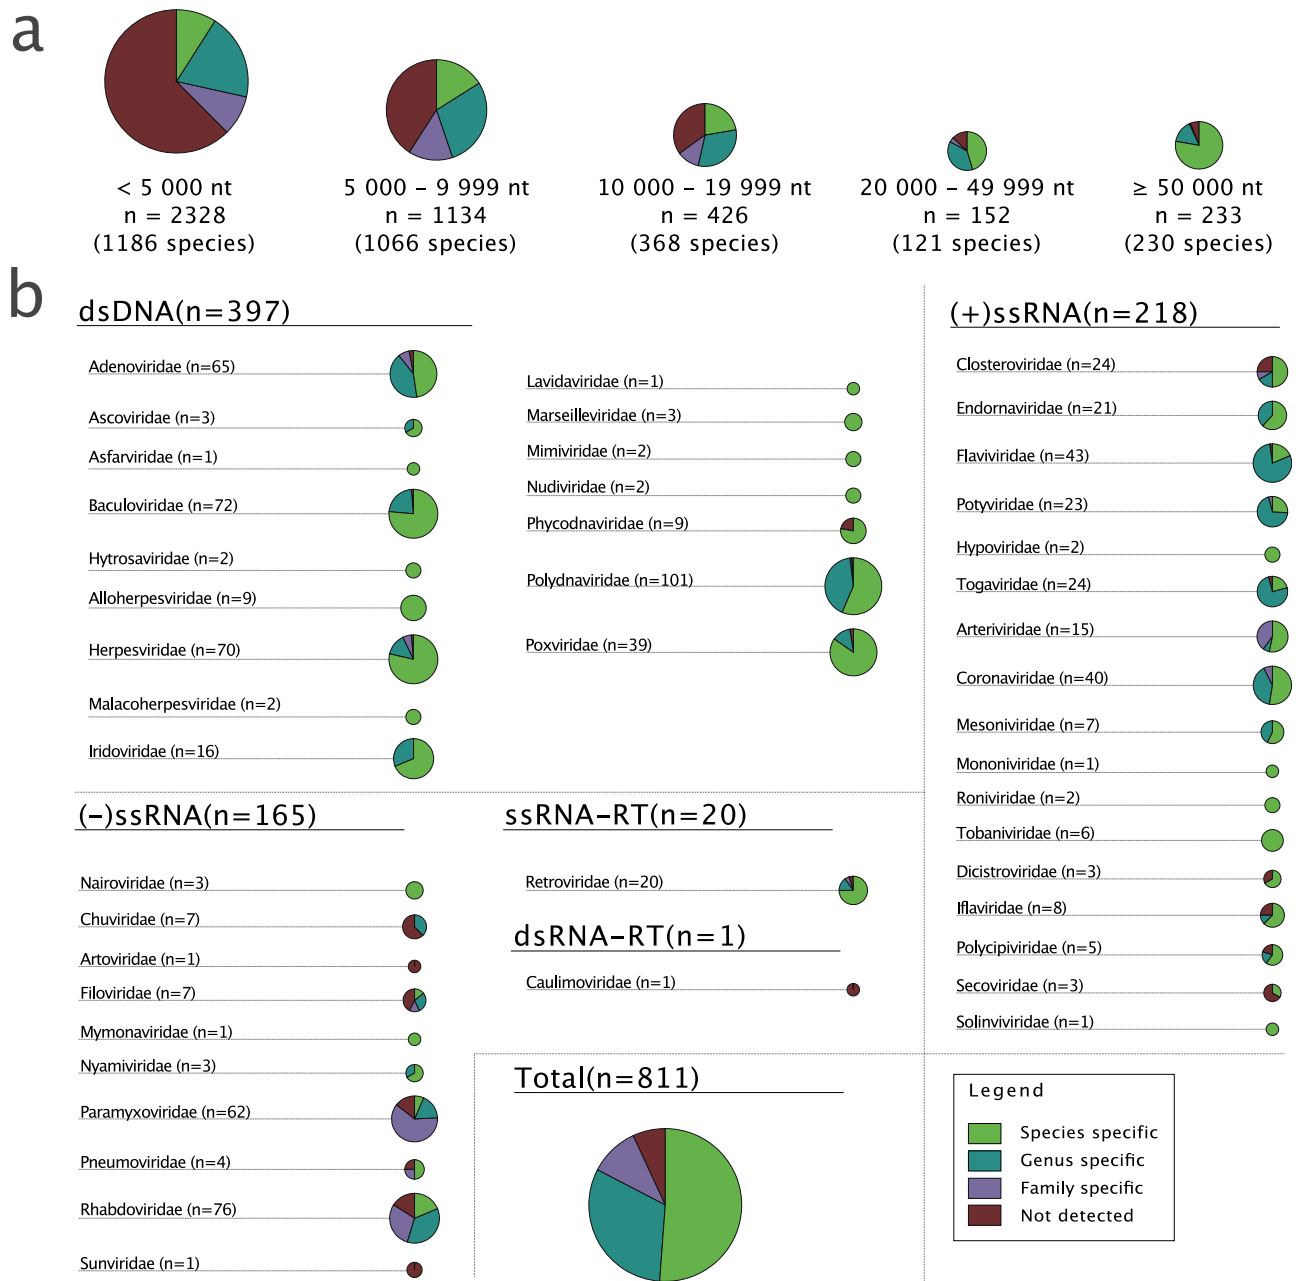 a
< 5 000 nt
n = 2328
(1186 species)
5 000 – 9 999 nt
n = 1134
(1066 species)
10 000 – 19 999 nt
n = 426
(368 species)
20 000 – 49 999 nt
n = 152
(121 species)
≥ 50 000 nt
n = 233
(230 species)
b
dsDNA(n=397)
Adenoviridae (n=65)
Ascoviridae (n=3)
Asfarviridae (n=1)
Baculoviridae (n=72)
Hytrosaviridae (n=2)
Alloherpesviridae (n=9)
Herpesviridae (n=70)
Malacoherpesviridae (n=2)
Iridoviridae (n=16)
Lavidaviridae (n=1)
Marseilleviridae (n=3)
Mimiviridae (n=2)
Nudiviridae (n=2)
Phycodnaviridae (n=9)
Polydnaviridae (n=101)
Poxviridae (n=39)
(+)ssRNA(n=218)
Closteroviridae (n=24)
Endornaviridae (n=21)
Flaviviridae (n=43)
Potyviridae (n=23)
Hypoviridae (n=2)
Togaviridae (n=24)
Arteriviridae (n=15)
Coronaviridae (n=40)
Mesoniviridae (n=7)
Mononiviridae (n=1)
Roniviridae (n=2)
Tobaniviridae (n=6)
Dicistroviridae (n=3)
Iflaviridae (n=8)
Polycipiviridae (n=5)
Secoviridae (n=3)
Solinviviridae (n=1)
(–)ssRNA(n=165)
Nairoviridae (n=3)
Chuviridae (n=7)
Artoviridae (n=1)
Filoviridae (n=7)
Mymonaviridae (n=1)
Nyamiviridae (n=3)
Paramyxoviridae (n=62)
Pneumoviridae (n=4)
Rhabdoviridae (n=76)
Sunviridae (n=1)
ssRNA–RT(n=20)
Retroviridae (n=20)
dsRNA–RT(n=1)
Caulimoviridae (n=1)
Total(n=811)
Legend
Species specific
Genus specific
Family specific
Not detected